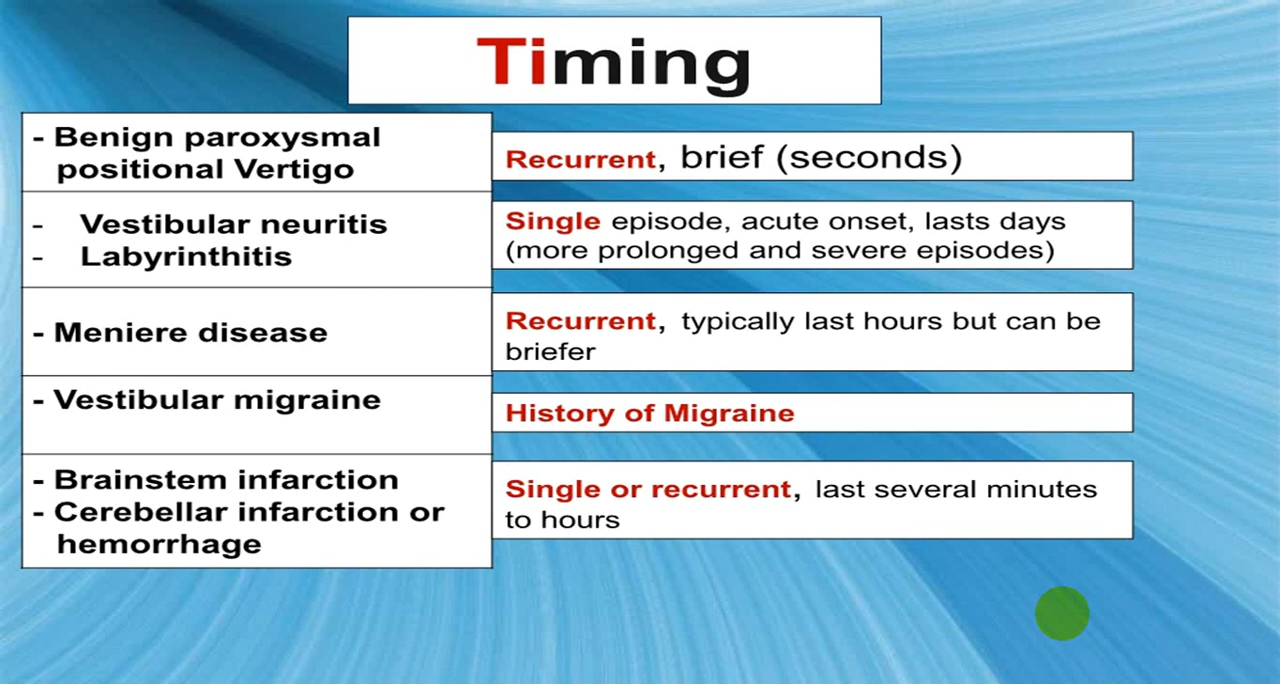 Timing
- Benign paroxysmal
positional Vertigo
Recurrent, brief (seconds)
- Vestibular neuritis
- Labyrinthitis
Single episode, acute onset, lasts days
(more prolonged and severe episodes)
- Meniere disease
Recurrent, typically last hours but can be
briefer
- Vestibular migraine
History of Migraine
- Brainstem infarction
- Cerebellar infarction or
hemorrhage
Single or recurrent, last several minutes
to hours